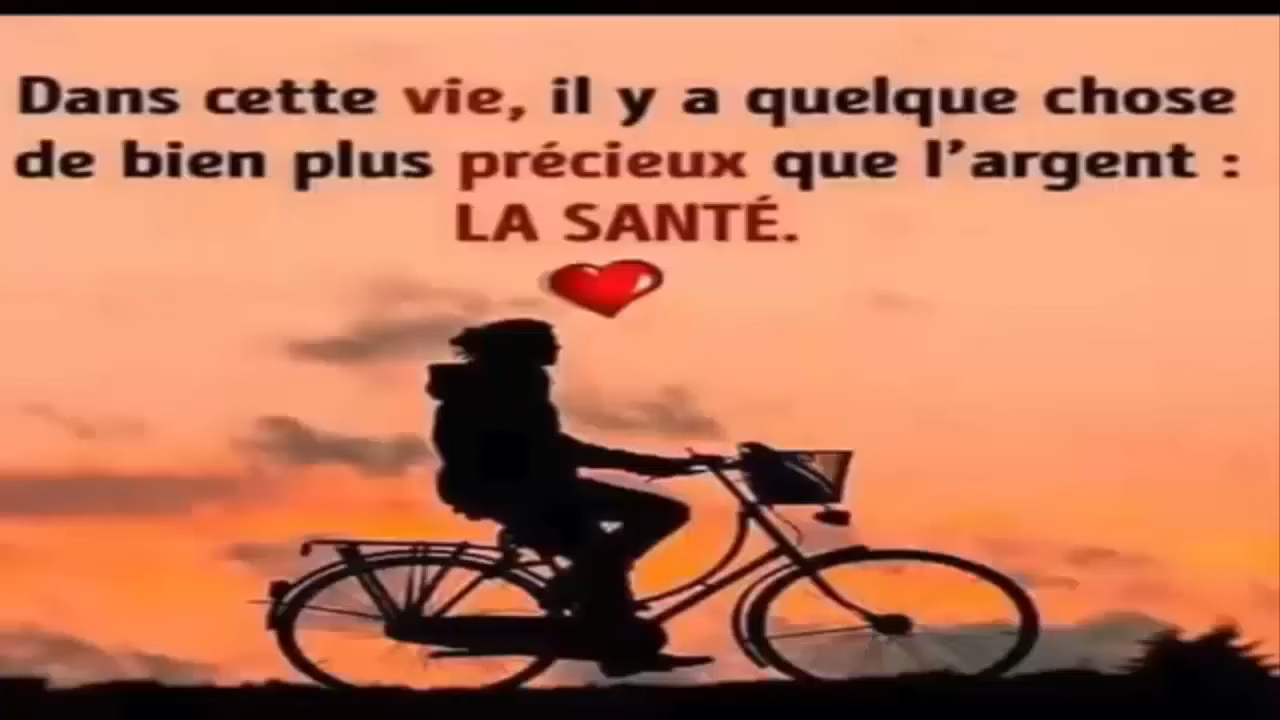 Dans cette vie, il y a quelque chose
de bien plus précieux que l'argent :
LA SANTÉ.